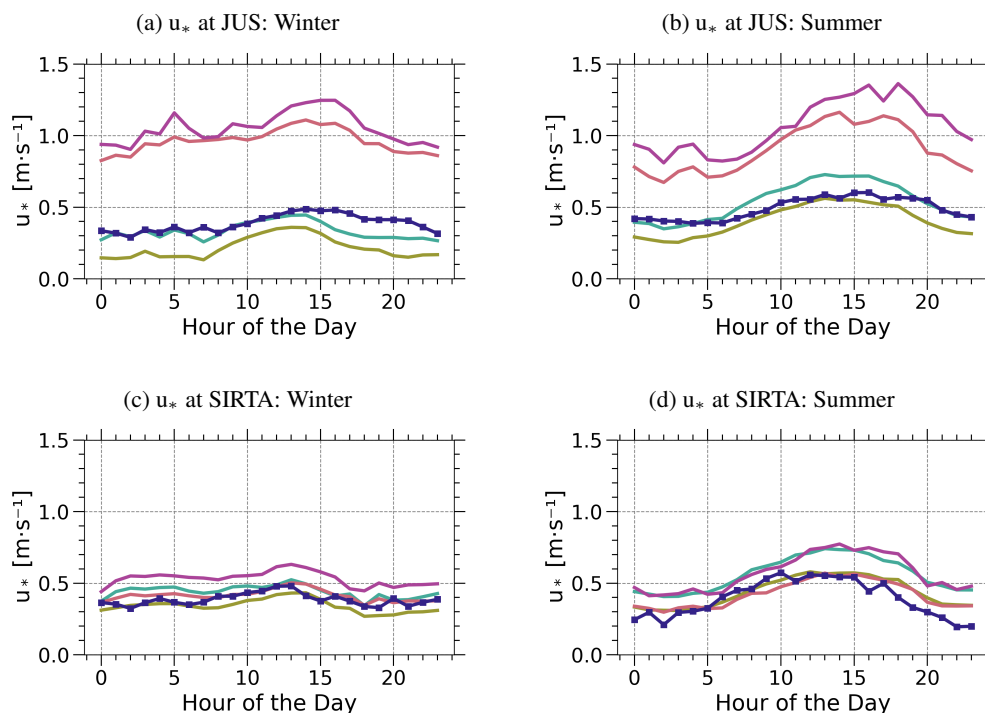 (a) u∗ at JUS: Winter
1.5
1.0
0.5
0.0
u∗ [m·s⁻¹]
0 5 10 15 20
Hour of the Day
(b) u∗ at JUS: Summer
1.5
1.0
0.5
0.0
u∗ [m·s⁻¹]
0 5 10 15 20
Hour of the Day
(c) u∗ at SIRTA: Winter
1.5
1.0
0.5
0.0
u∗ [m·s⁻¹]
0 5 10 15 20
Hour of the Day
(d) u∗ at SIRTA: Summer
1.5
1.0
0.5
0.0
u∗ [m·s⁻¹]
0 5 10 15 20
Hour of the Day